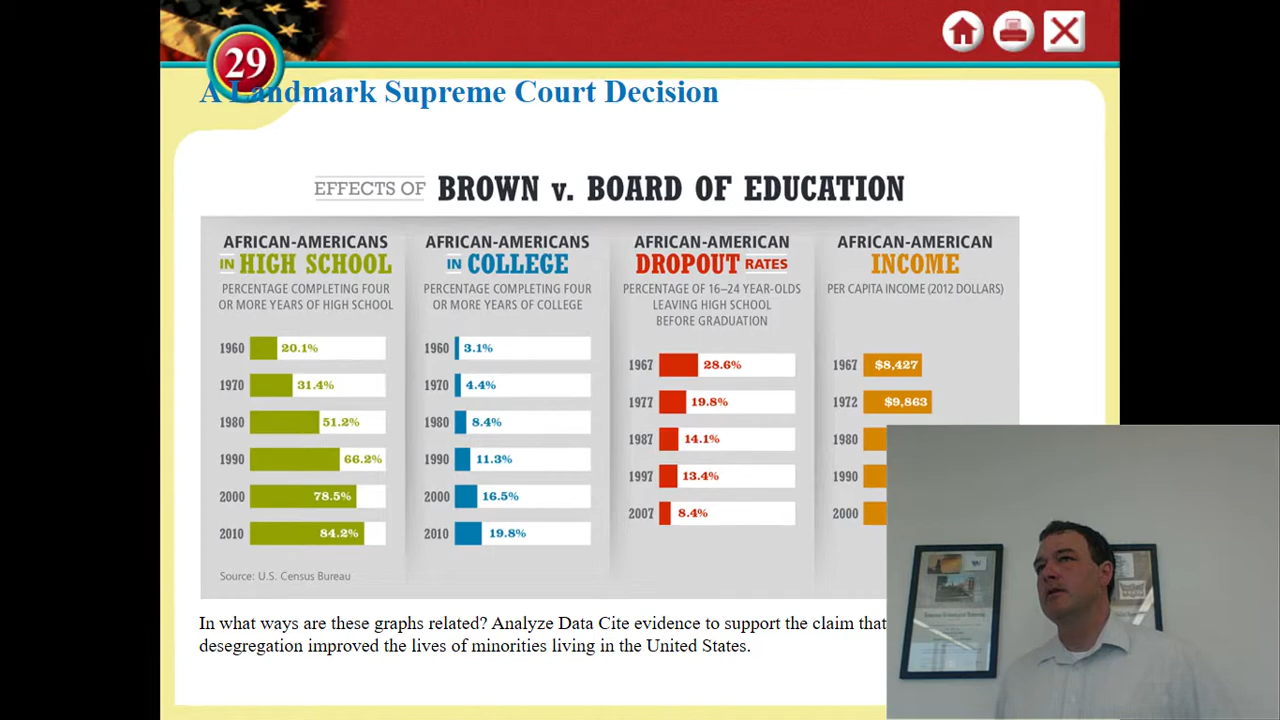 29
A Landmark Supreme Court Decision
EFFECTS OF BROWN v. BOARD OF EDUCATION
AFRICAN-AMERICANS
IN HIGH SCHOOL
PERCENTAGE COMPLETING FOUR
OR MORE YEARS OF HIGH SCHOOL
1960 20.1%
1970 31.4%
1980 51.2%
1990 66.2%
2000 78.5%
2010 84.2%
Source: U.S. Census Bureau
AFRICAN-AMERICANS
IN COLLEGE
PERCENTAGE COMPLETING FOUR
OR MORE YEARS OF COLLEGE
1960 3.1%
1970 4.4%
1980 8.4%
1990 11.3%
2000 16.5%
2010 19.8%
AFRICAN-AMERICAN
DROPOUT RATES
PERCENTAGE OF 16–24 YEAR-OLDS
LEAVING HIGH SCHOOL
BEFORE GRADUATION
1967 28.6%
1977 19.8%
1987 14.1%
1997 13.4%
2007 8.4%
AFRICAN-AMERICAN
INCOME
PER CAPITA INCOME (2012 DOLLARS)
1967 $8,427
1972 $9,863
1980
1990
2000
In what ways are these graphs related? Analyze Data Cite evidence to support the claim that
desegregation improved the lives of minorities living in the United States.